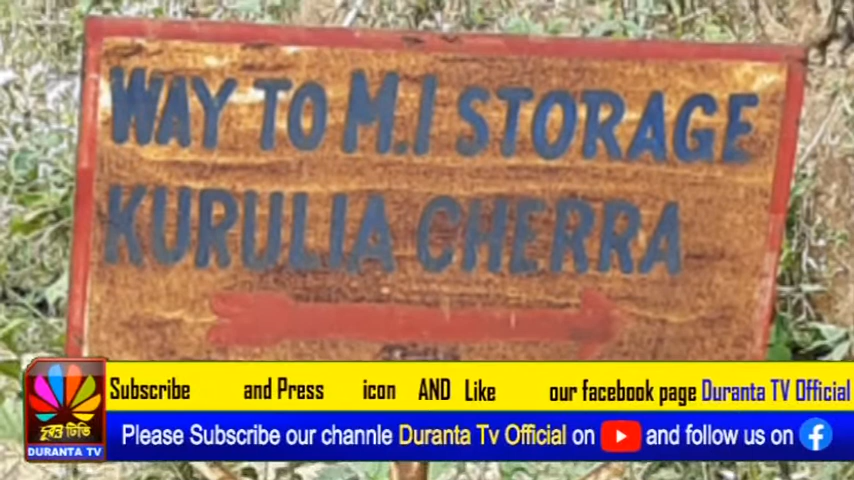 WAY TO M.I STORAGE
KURULIA CHERRA
Subscribe and Press icon AND Like our facebook page Duranta TV Official
দুরন্ত টিভি
DURANTA TV
Please Subscribe our channle Duranta Tv Official on and follow us on